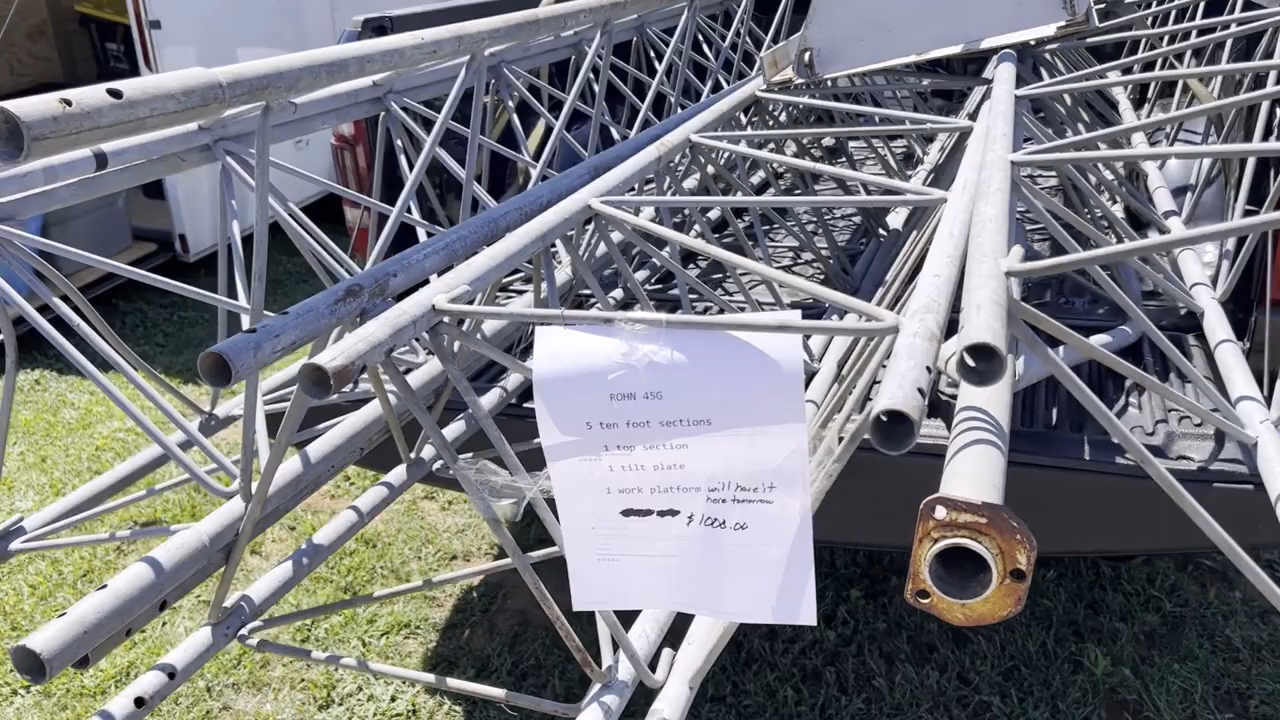 ROHN 45G
5 ten foot sections
1 top section
1 tilt plate
1 work platform will have it
here tomorrow
$1008.00